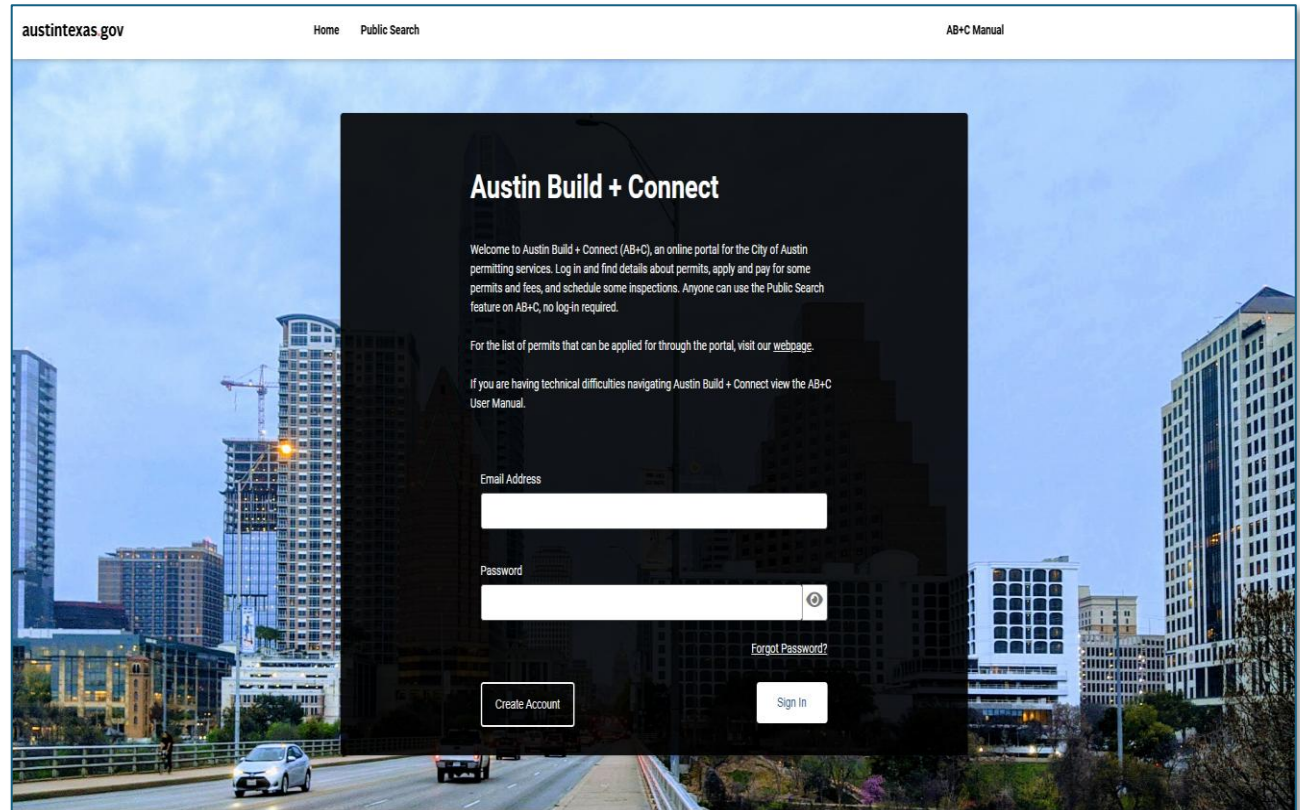 austintexas.gov
Home
Public Search
AB+C Manual
Austin Build + Connect
Welcome to Austin Build + Connect (AB+C), an online portal for the City of Austin
permitting services. Log in and find details about permits, apply and pay for some
permits and fees, and schedule some inspections. Anyone can use the Public Search
feature on AB+C, no log-in required.
For the list of permits that can be applied for through the portal, visit our webpage.
If you are having technical difficulties navigating Austin Build + Connect view the AB+C
User Manual.
Email Address
Password
Forgot Password?
Create Account
Sign In